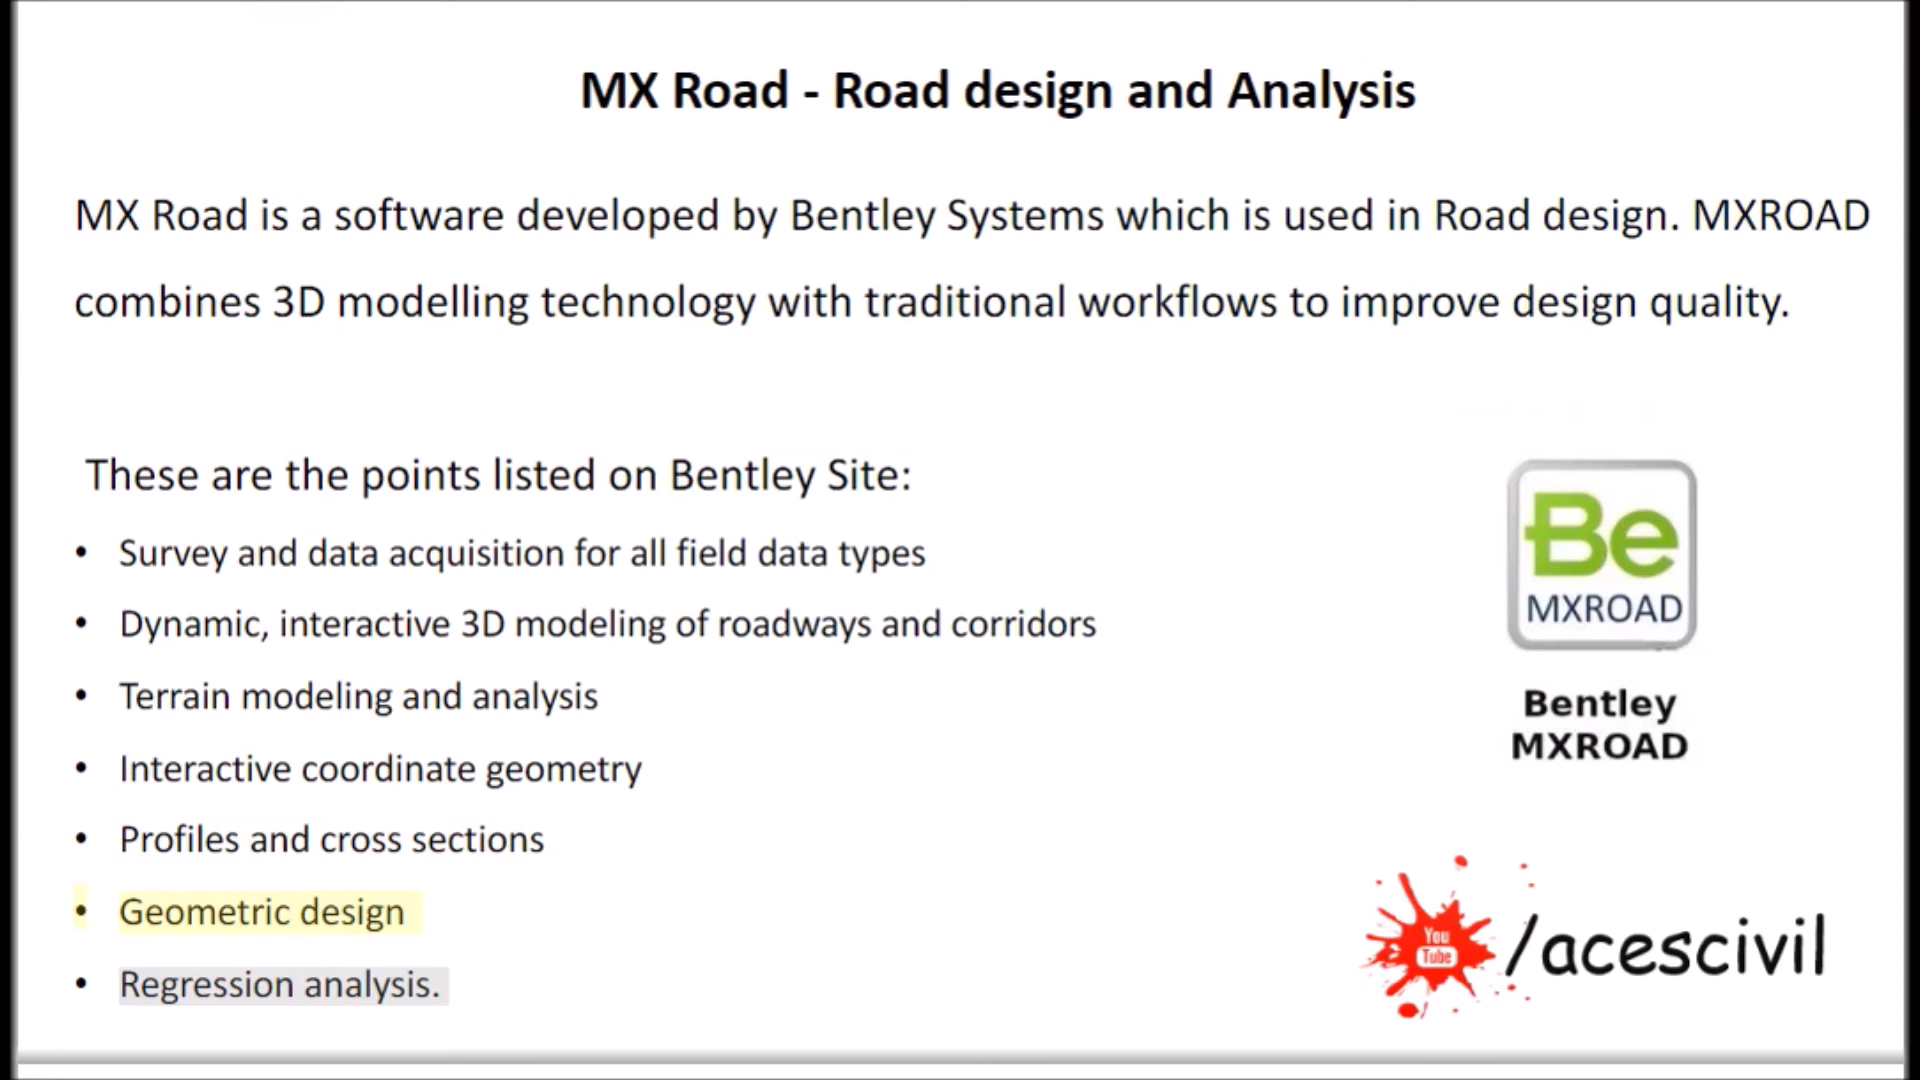 MX Road - Road design and Analysis
MX Road is a software developed by Bentley Systems which is used in Road design. MXROAD
combines 3D modelling technology with traditional workflows to improve design quality.
These are the points listed on Bentley Site:
• Survey and data acquisition for all field data types
• Dynamic, interactive 3D modeling of roadways and corridors
• Terrain modeling and analysis
• Interactive coordinate geometry
• Profiles and cross sections
• Geometric design
• Regression analysis.
Be
MXROAD
Bentley
MXROAD
You
Tube
/acescivil